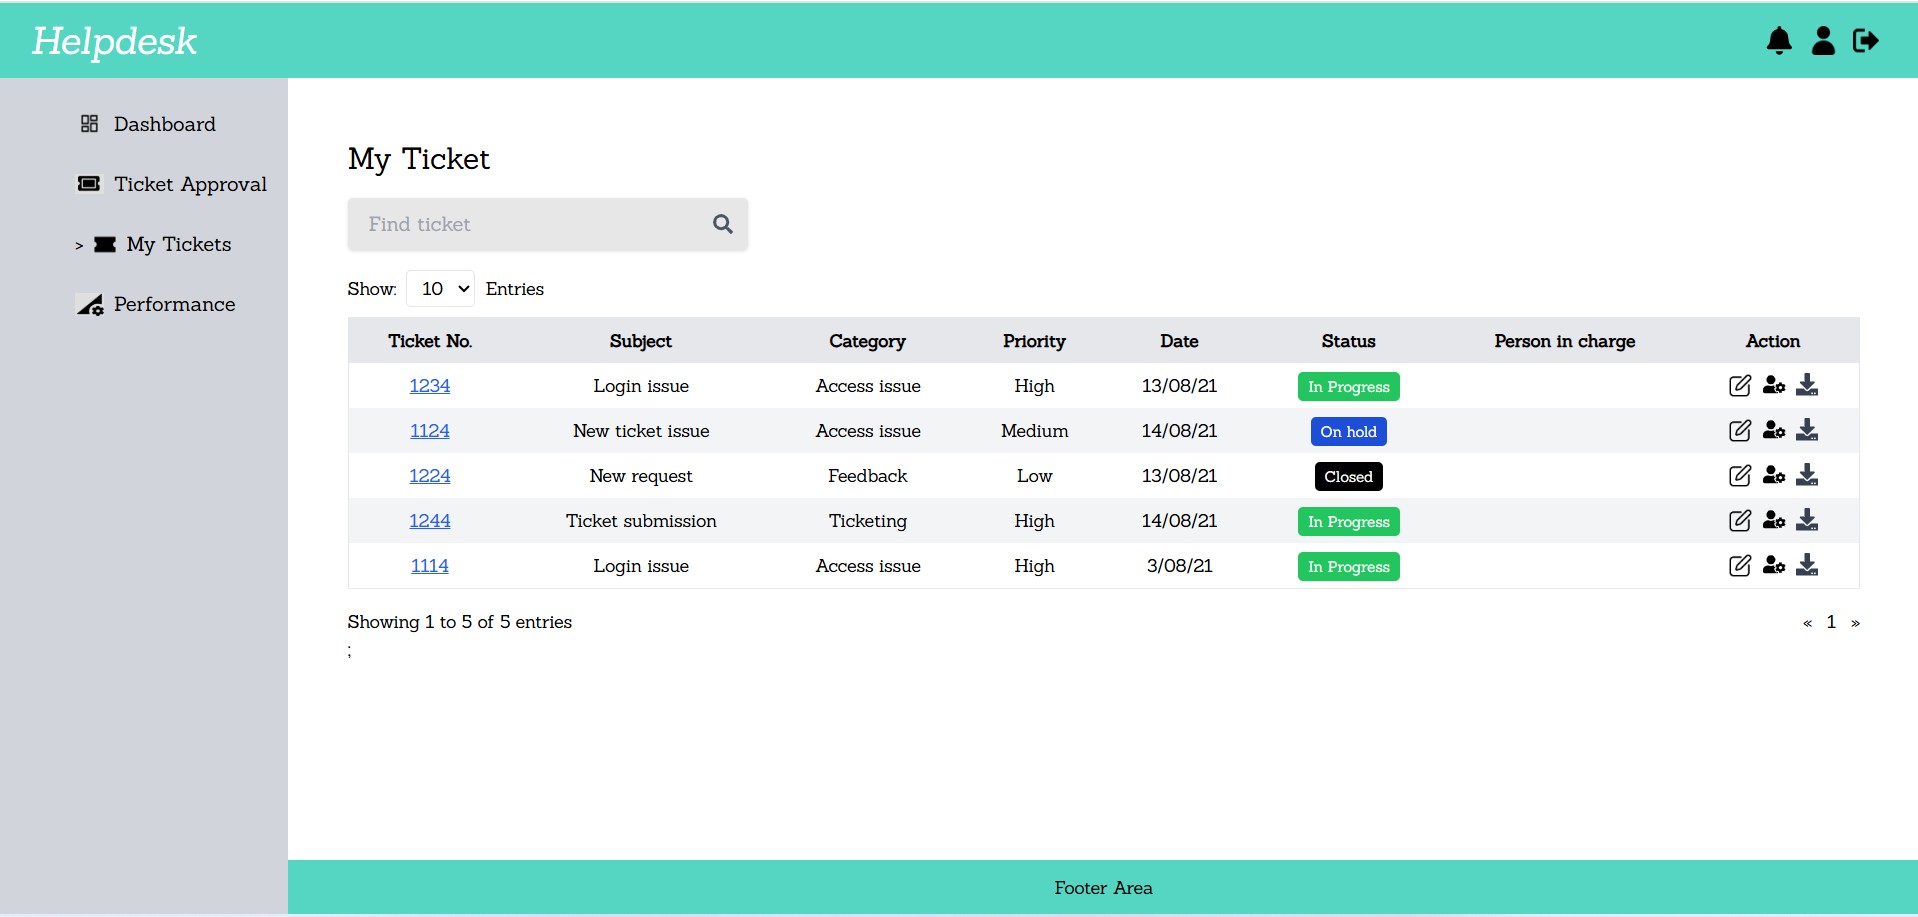 Helpdesk
Dashboard
Ticket Approval
> My Tickets
Performance
My Ticket
Find ticket
Show: 10 Entries
Ticket No. Subject Category Priority Date Status Person in charge Action
1234 Login issue Access issue High 13/08/21 In Progress
1124 New ticket issue Access issue Medium 14/08/21 On hold
1224 New request Feedback Low 13/08/21 Closed
1244 Ticket submission Ticketing High 14/08/21 In Progress
1114 Login issue Access issue High 3/08/21 In Progress
Showing 1 to 5 of 5 entries « 1 »
;
Footer Area